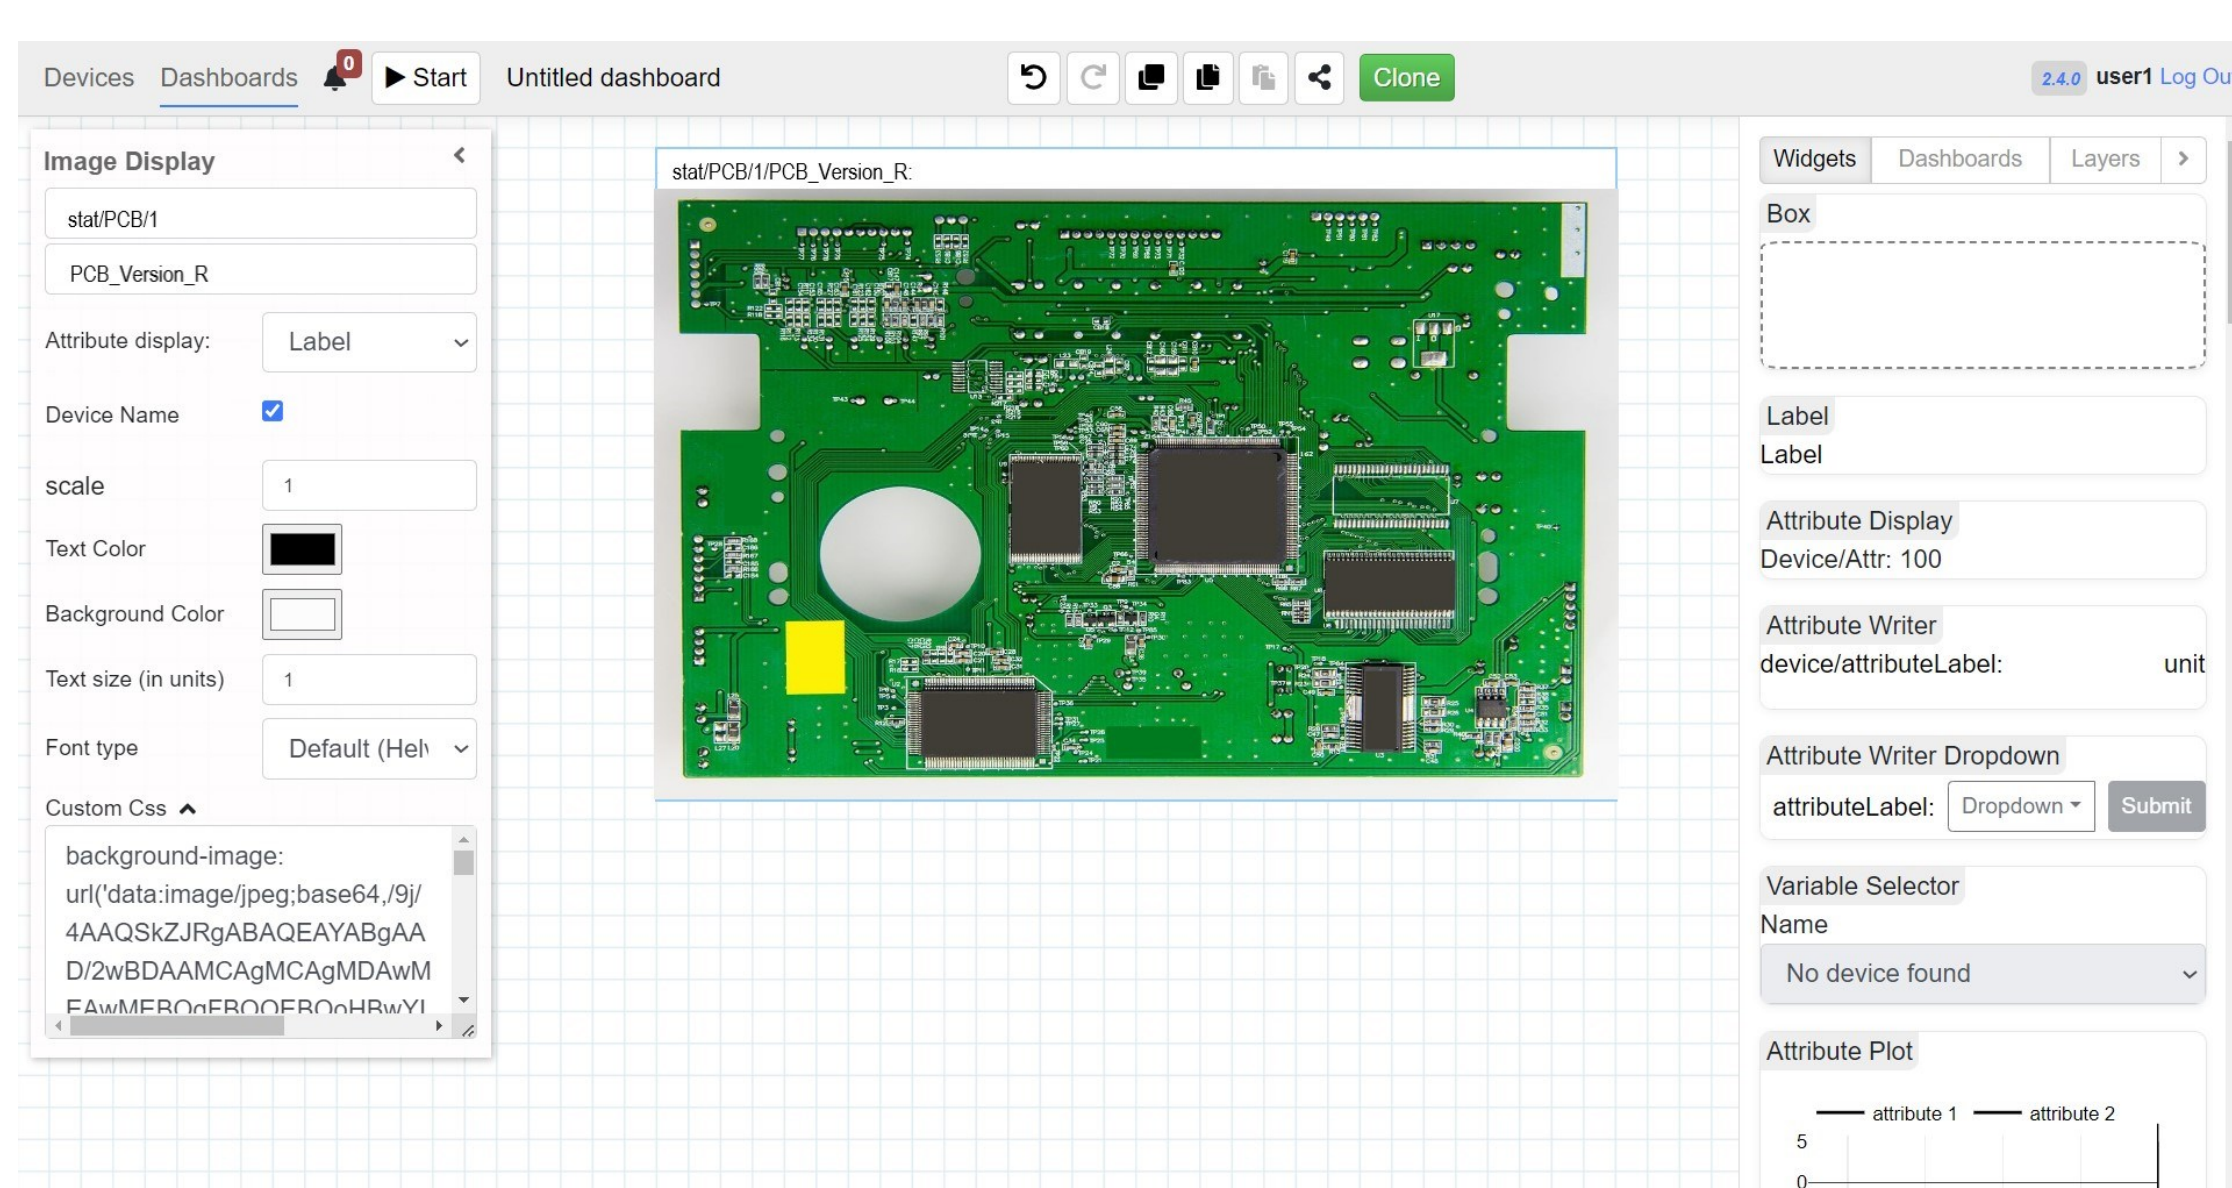 Devices Dashboards 0 Start Untitled dashboard Clone 2.4.0 user1 Log Ou
Image Display
stat/PCB/1
PCB_Version_R
Attribute display: Label
Device Name
scale 1
Text Color
Background Color
Text size (in units) 1
Font type Default (Hel
Custom Css
background-image:
url('data:image/jpeg;base64,/9j/
4AAQSkZJRgABAQEAYABgAA
D/2wBDAAMCAgMCAgMDAwM
stat/PCB/1/PCB_Version_R:
Widgets Dashboards Layers
Box
Label
Label
Attribute Display
Device/Attr: 100
Attribute Writer
device/attributeLabel: unit
Attribute Writer Dropdown
attributeLabel: Dropdown Submit
Variable Selector
Name
No device found
Attribute Plot
attribute 1 attribute 2
5
0